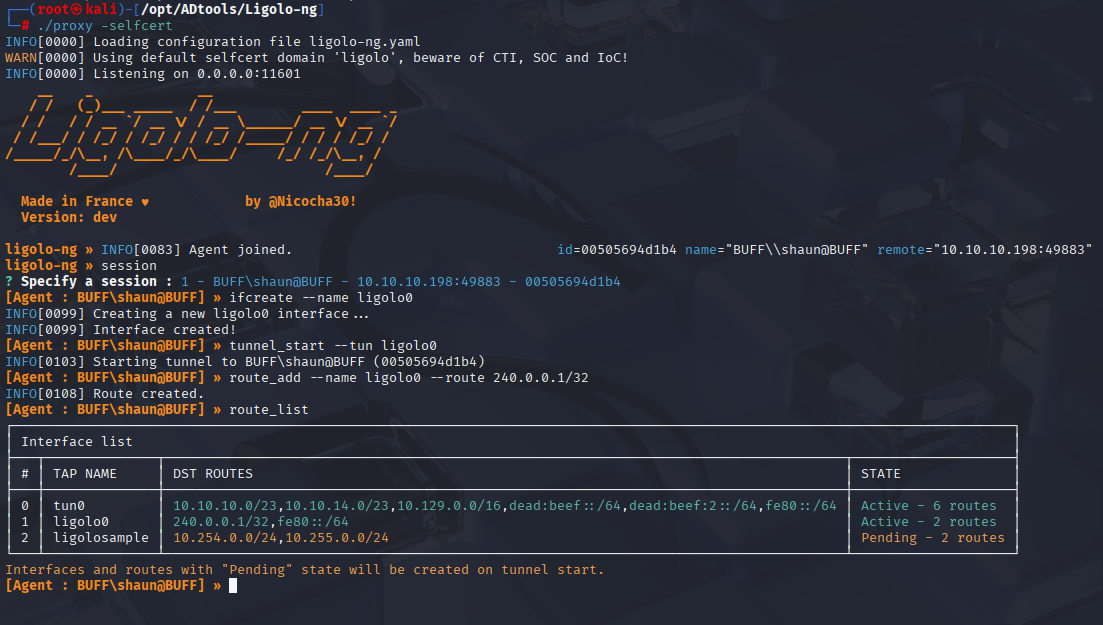 ┌──(root㉿kali)-[/opt/ADtools/Ligolo-ng]
└─# ./proxy -selfcert
INFO[0000] Loading configuration file ligolo-ng.yaml
WARN[0000] Using default selfcert domain 'ligolo', beware of CTI, SOC and IoC!
INFO[0000] Listening on 0.0.0.0:11601
Ligolo-ng
Made in France ♥ by @Nicocha30!
Version: dev
ligolo-ng » INFO[0083] Agent joined. id=00505694d1b4 name="BUFF\\shaun@BUFF" remote="10.10.10.198:49883"
ligolo-ng » session
? Specify a session : 1 - BUFF\shaun@BUFF - 10.10.10.198:49883 - 00505694d1b4
[Agent : BUFF\shaun@BUFF] » ifcreate --name ligolo0
INFO[0099] Creating a new ligolo0 interface...
INFO[0099] Interface created!
[Agent : BUFF\shaun@BUFF] » tunnel_start --tun ligolo0
INFO[0103] Starting tunnel to BUFF\shaun@BUFF (00505694d1b4)
[Agent : BUFF\shaun@BUFF] » route_add --name ligolo0 --route 240.0.0.1/32
INFO[0108] Route created.
[Agent : BUFF\shaun@BUFF] » route_list
Interface list
# TAP NAME DST ROUTES STATE
0 tun0 10.10.10.0/23,10.10.14.0/23,10.129.0.0/16,dead:beef::/64,dead:beef:2::/64,fe80::/64 Active - 6 routes
1 ligolo0 240.0.0.1/32,fe80::/64 Active - 2 routes
2 ligolosample 10.254.0.0/24,10.255.0.0/24 Pending - 2 routes
Interfaces and routes with "Pending" state will be created on tunnel start.
[Agent : BUFF\shaun@BUFF] »